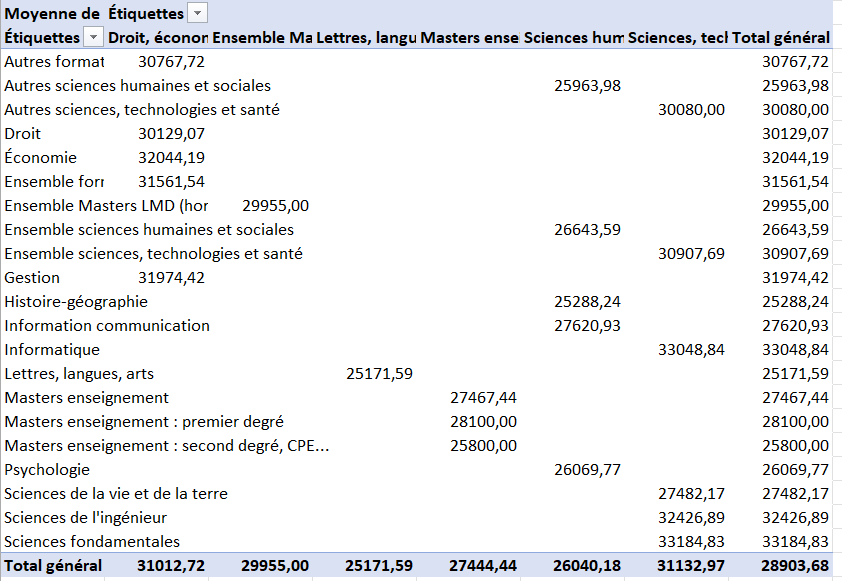 Moyenne de Étiquettes
Étiquettes Droit, éconor Ensemble Ma Lettres, langu Masters ense Sciences hum Sciences, tecl Total général
Autres format 30767,72 30767,72
Autres sciences humaines et sociales 25963,98 25963,98
Autres sciences, technologies et santé 30080,00 30080,00
Droit 30129,07 30129,07
Économie 32044,19 32044,19
Ensemble forr 31561,54 31561,54
Ensemble Masters LMD (hor 29955,00 29955,00
Ensemble sciences humaines et sociales 26643,59 26643,59
Ensemble sciences, technologies et santé 30907,69 30907,69
Gestion 31974,42 31974,42
Histoire-géographie 25288,24 25288,24
Information communication 27620,93 27620,93
Informatique 33048,84 33048,84
Lettres, langues, arts 25171,59 25171,59
Masters enseignement 27467,44 27467,44
Masters enseignement : premier degré 28100,00 28100,00
Masters enseignement : second degré, CPE... 25800,00 25800,00
Psychologie 26069,77 26069,77
Sciences de la vie et de la terre 27482,17 27482,17
Sciences de l'ingénieur 32426,89 32426,89
Sciences fondamentales 33184,83 33184,83
Total général 31012,72 29955,00 25171,59 27444,44 26040,18 31132,97 28903,68